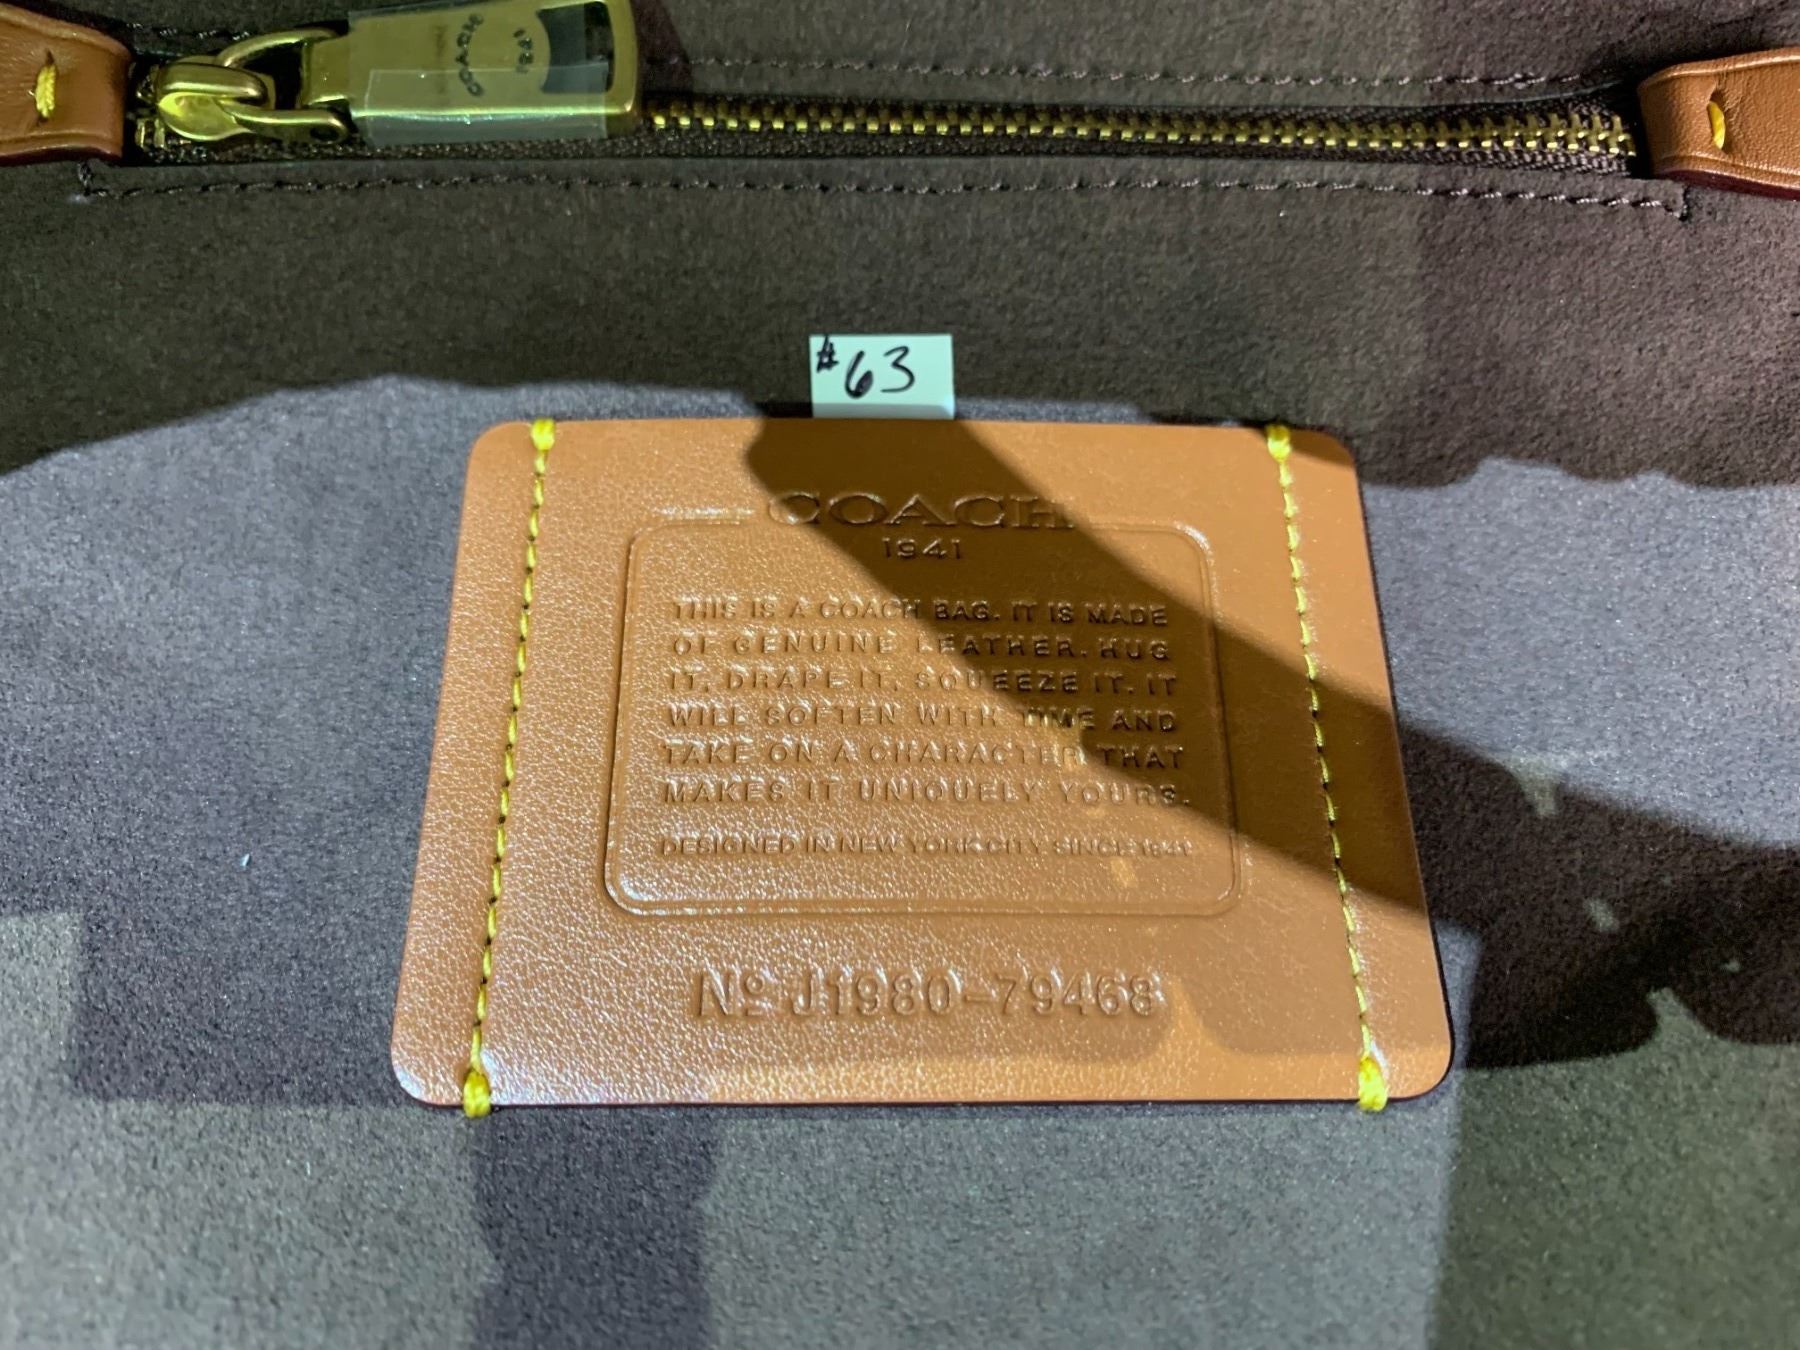 COACH
1941
#63
COACH
1941
THIS IS A COACH BAG. IT IS MADE
OF GENUINE LEATHER. HUG
IT, DRAPE IT, SQUEEZE IT. IT
WILL SOFTEN WITH TIME AND
TAKE ON A CHARACTER THAT
MAKES IT UNIQUELY YOURS.
DESIGNED IN NEW YORK CITY SINCE 1941
Nº J1980-79468